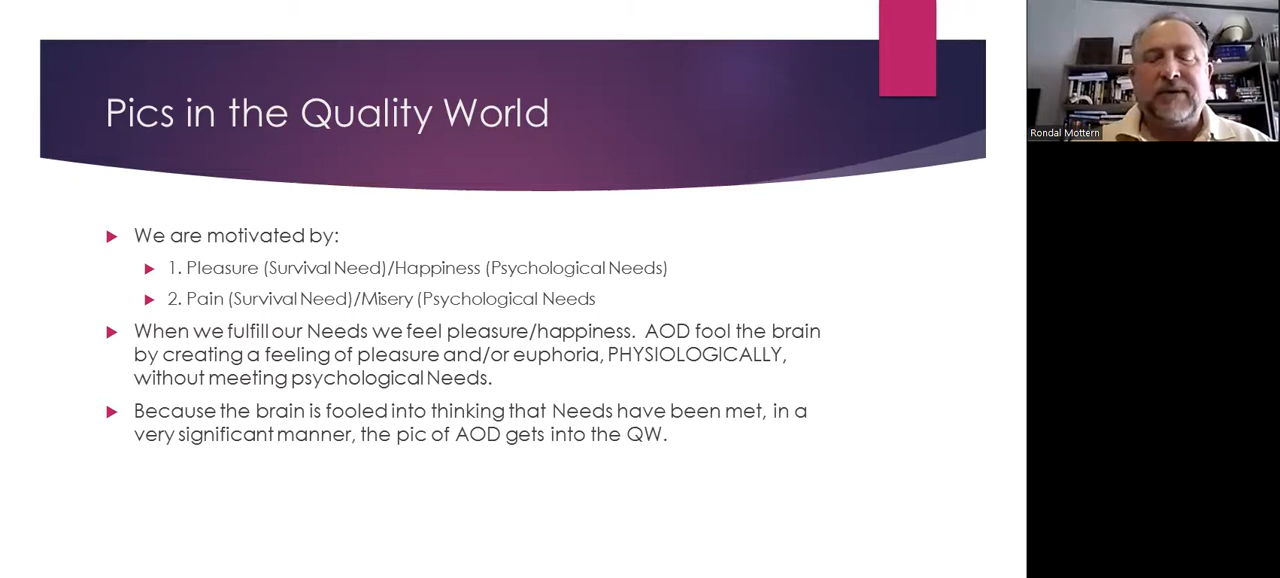 Pics in the Quality World
We are motivated by:
1. Pleasure (Survival Need)/Happiness (Psychological Needs)
2. Pain (Survival Need)/Misery (Psychological Needs
When we fulfill our Needs we feel pleasure/happiness. AOD fool the brain
by creating a feeling of pleasure and/or euphoria, PHYSIOLOGICALLY,
without meeting psychological Needs.
Because the brain is fooled into thinking that Needs have been met, in a
very significant manner, the pic of AOD gets into the QW.
Rondal Mottern